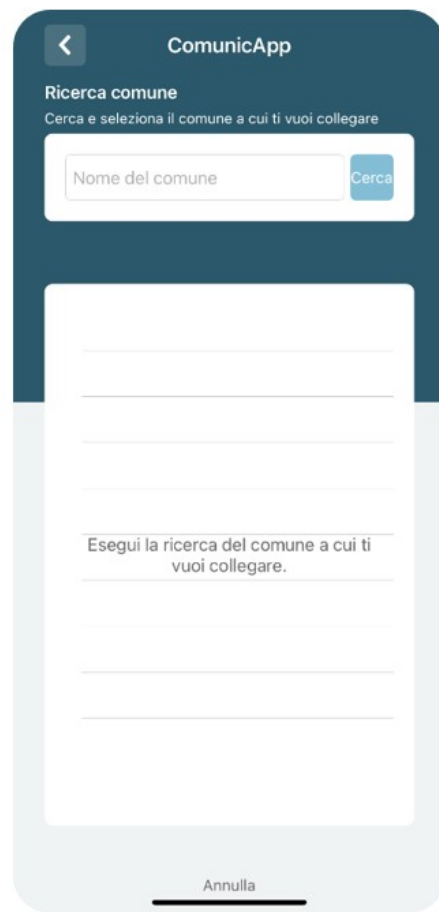 ComunicApp
Ricerca comune
Cerca e seleziona il comune a cui ti vuoi collegare
Nome del comune
Cerca
Esegui la ricerca del comune a cui ti
vuoi collegare.
Annulla